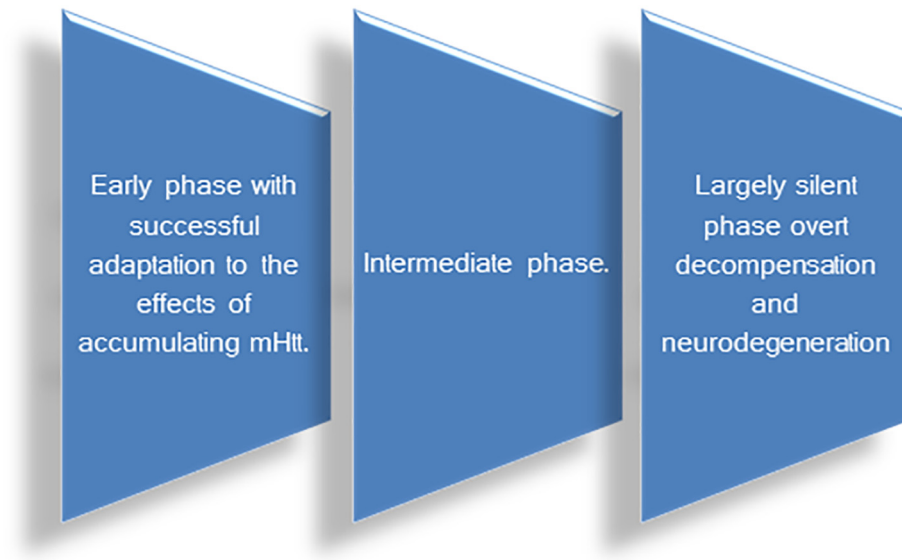 Early phase with
successful
adaptation to the
effects of
accumulating mHtt.
Intermediate phase.
Largely silent
phase overt
decompensation
and
neurodegeneration